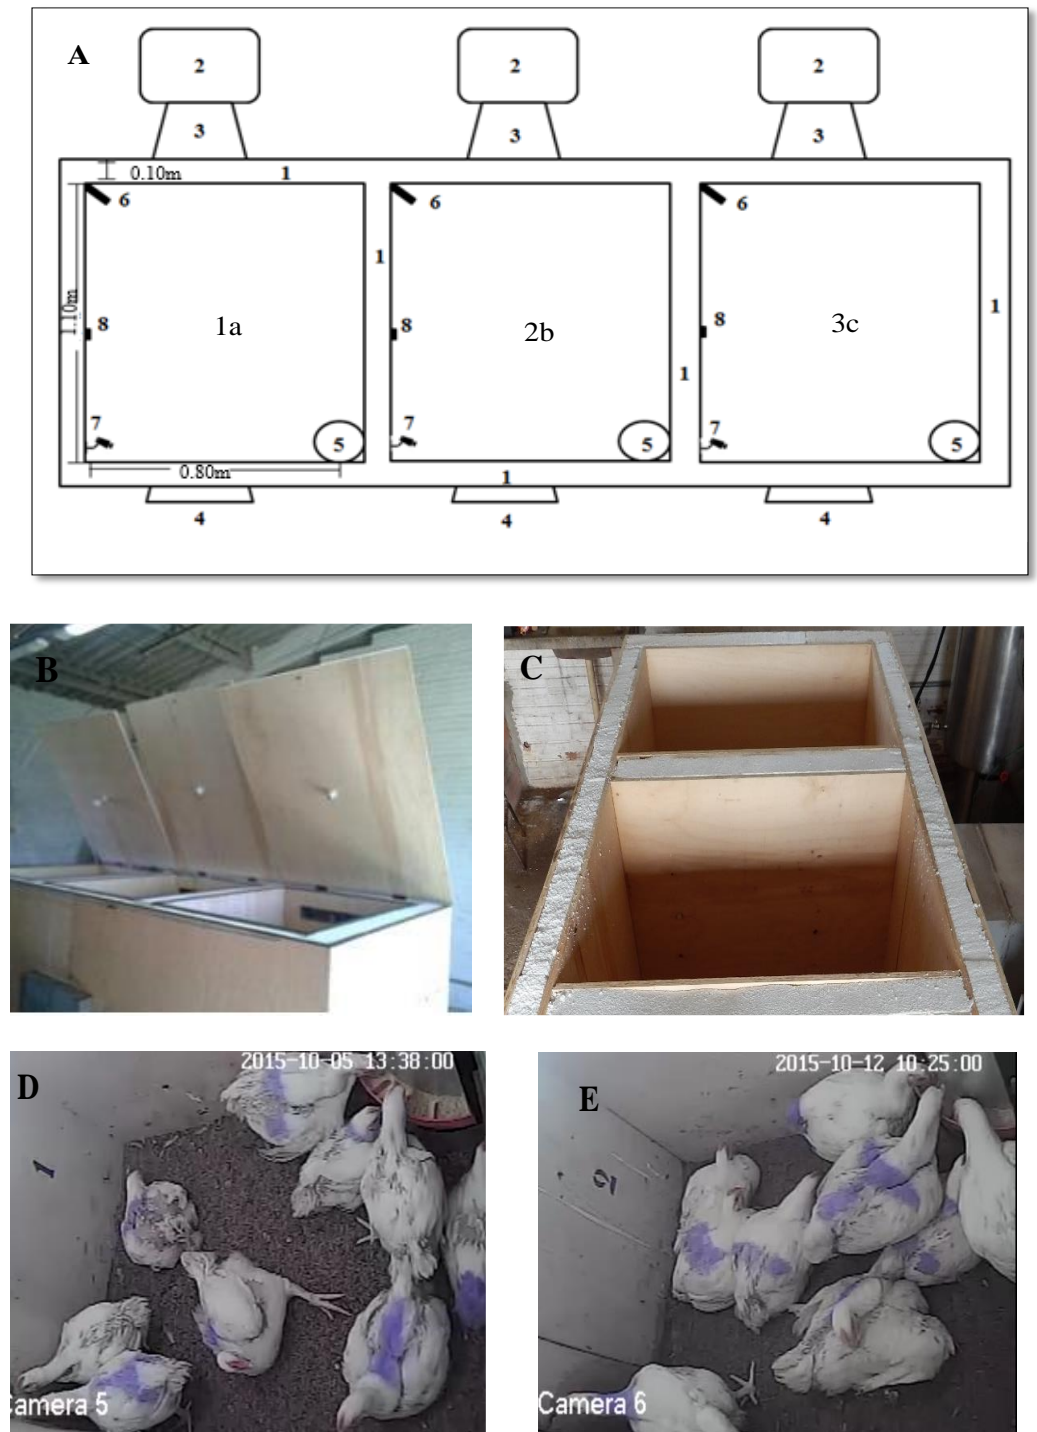 A
2 2 2
3 3 3
0.10m 1
6 6 6
1
1.10m 8 1a 8 2b 8 3c 1
1
7 5 7 5 7 5
0.80m 1
4 4 4
B
C
D 2015-10-05 13:38:00
1
Camera 5
E 2015-10-12 10:25:00
2
Camera 6